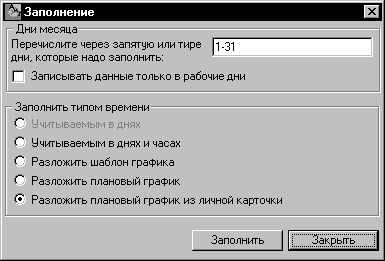 Заполнение
Дни месяца
Перечислите через запятую или тире
дни, которые надо заполнить:
1-31
Записывать данные только в рабочие дни
Заполнить типом времени
Учитываемым в днях
Учитываемым в днях и часах
Разложить шаблон графика
Разложить плановый график
Разложить плановый график из личной карточки
Заполнить
Закрыть